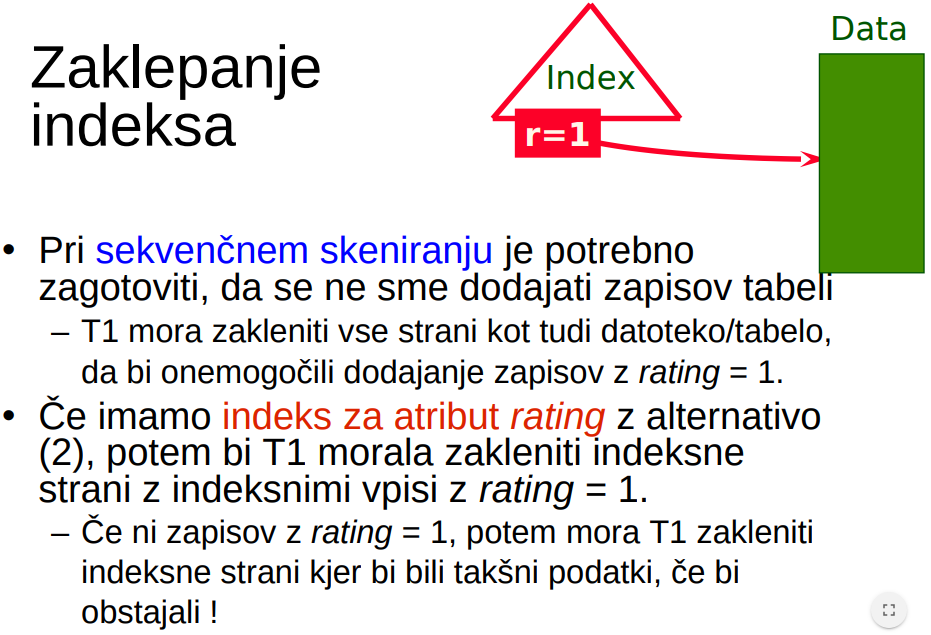 Zaklepanje
indeksa
Index
r=1
Data
• Pri sekvenčnem skeniranju je potrebno
zagotoviti, da se ne sme dodajati zapisov tabeli
– T1 mora zakleniti vse strani kot tudi datoteko/tabelo,
da bi onemogočili dodajanje zapisov z rating = 1.
• Če imamo indeks za atribut rating z alternativo
(2), potem bi T1 morala zakleniti indeksne
strani z indeksnimi vpisi z rating = 1.
– Če ni zapisov z rating = 1, potem mora T1 zakleniti
indeksne strani kjer bi bili takšni podatki, če bi
obstajali !